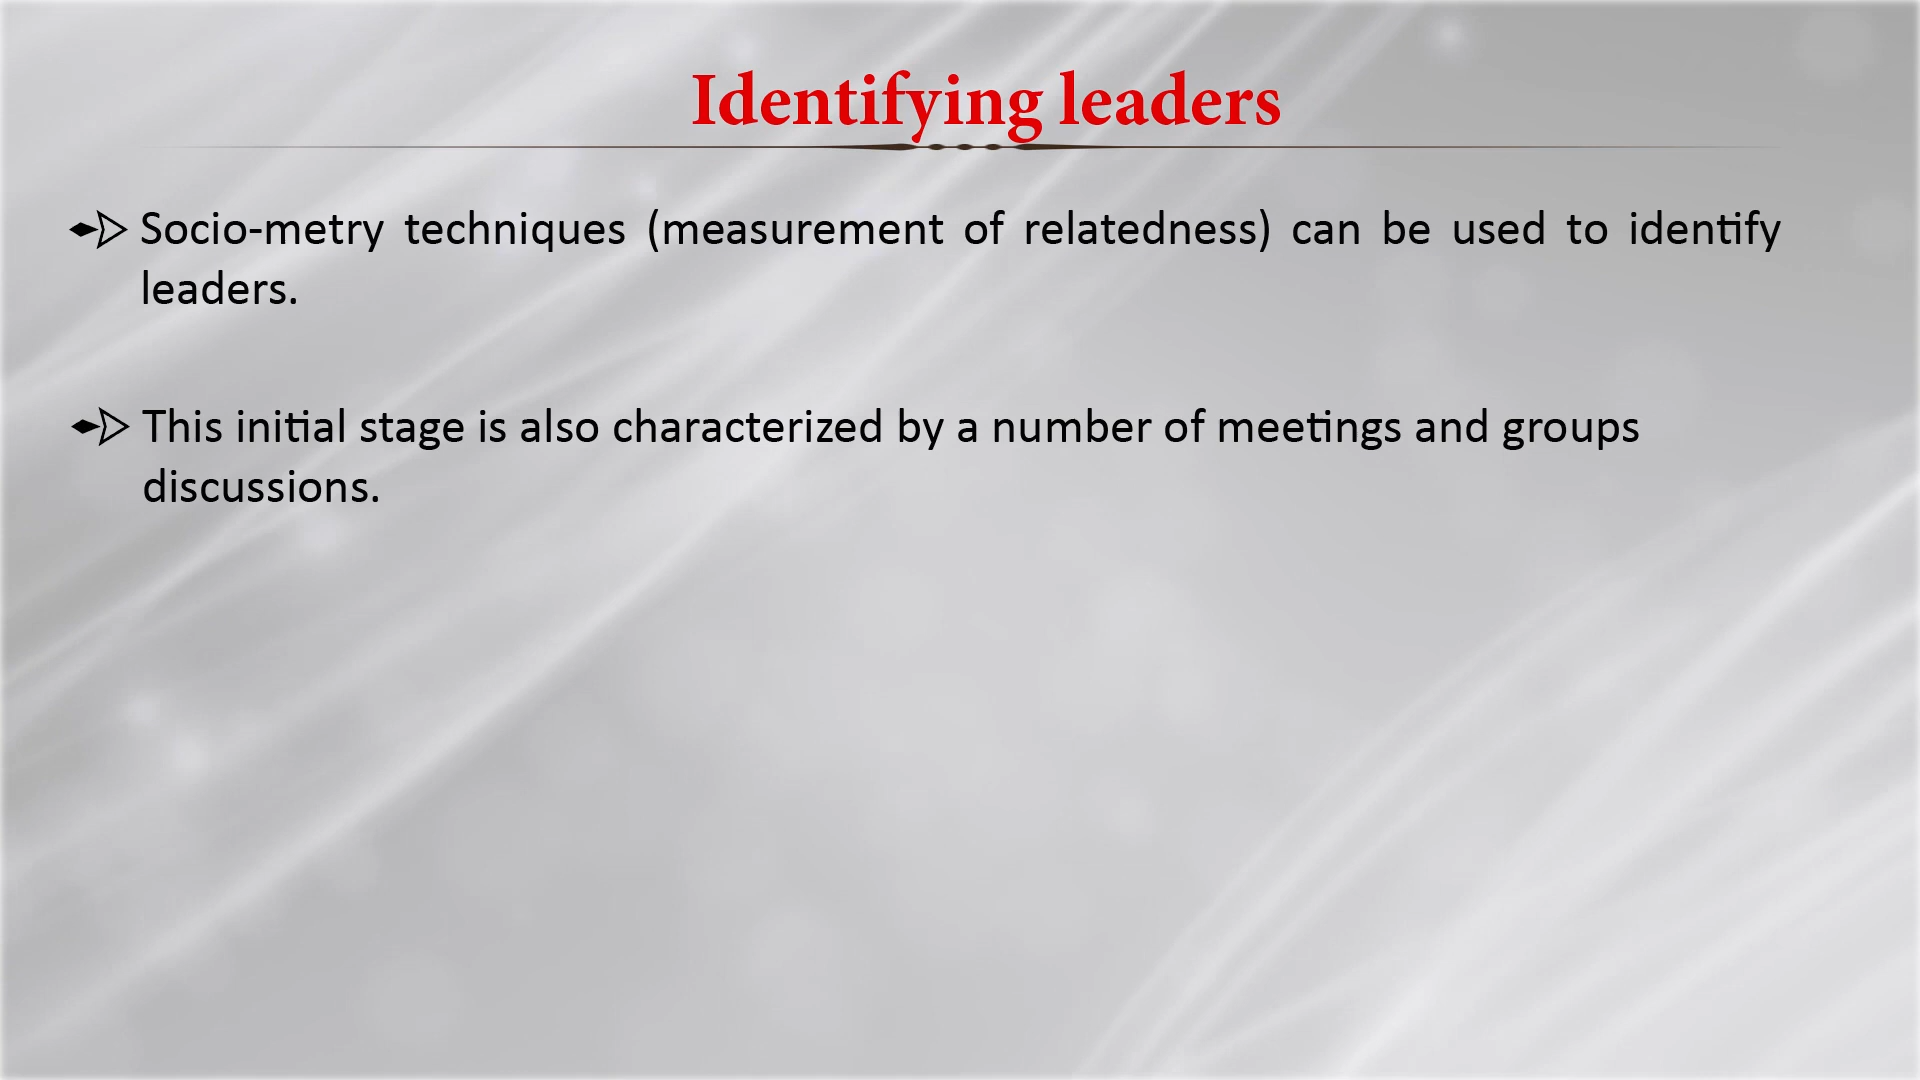 Identifying leaders
Socio-metry techniques (measurement of relatedness) can be used to identify
leaders.
This initial stage is also characterized by a number of meetings and groups
discussions.